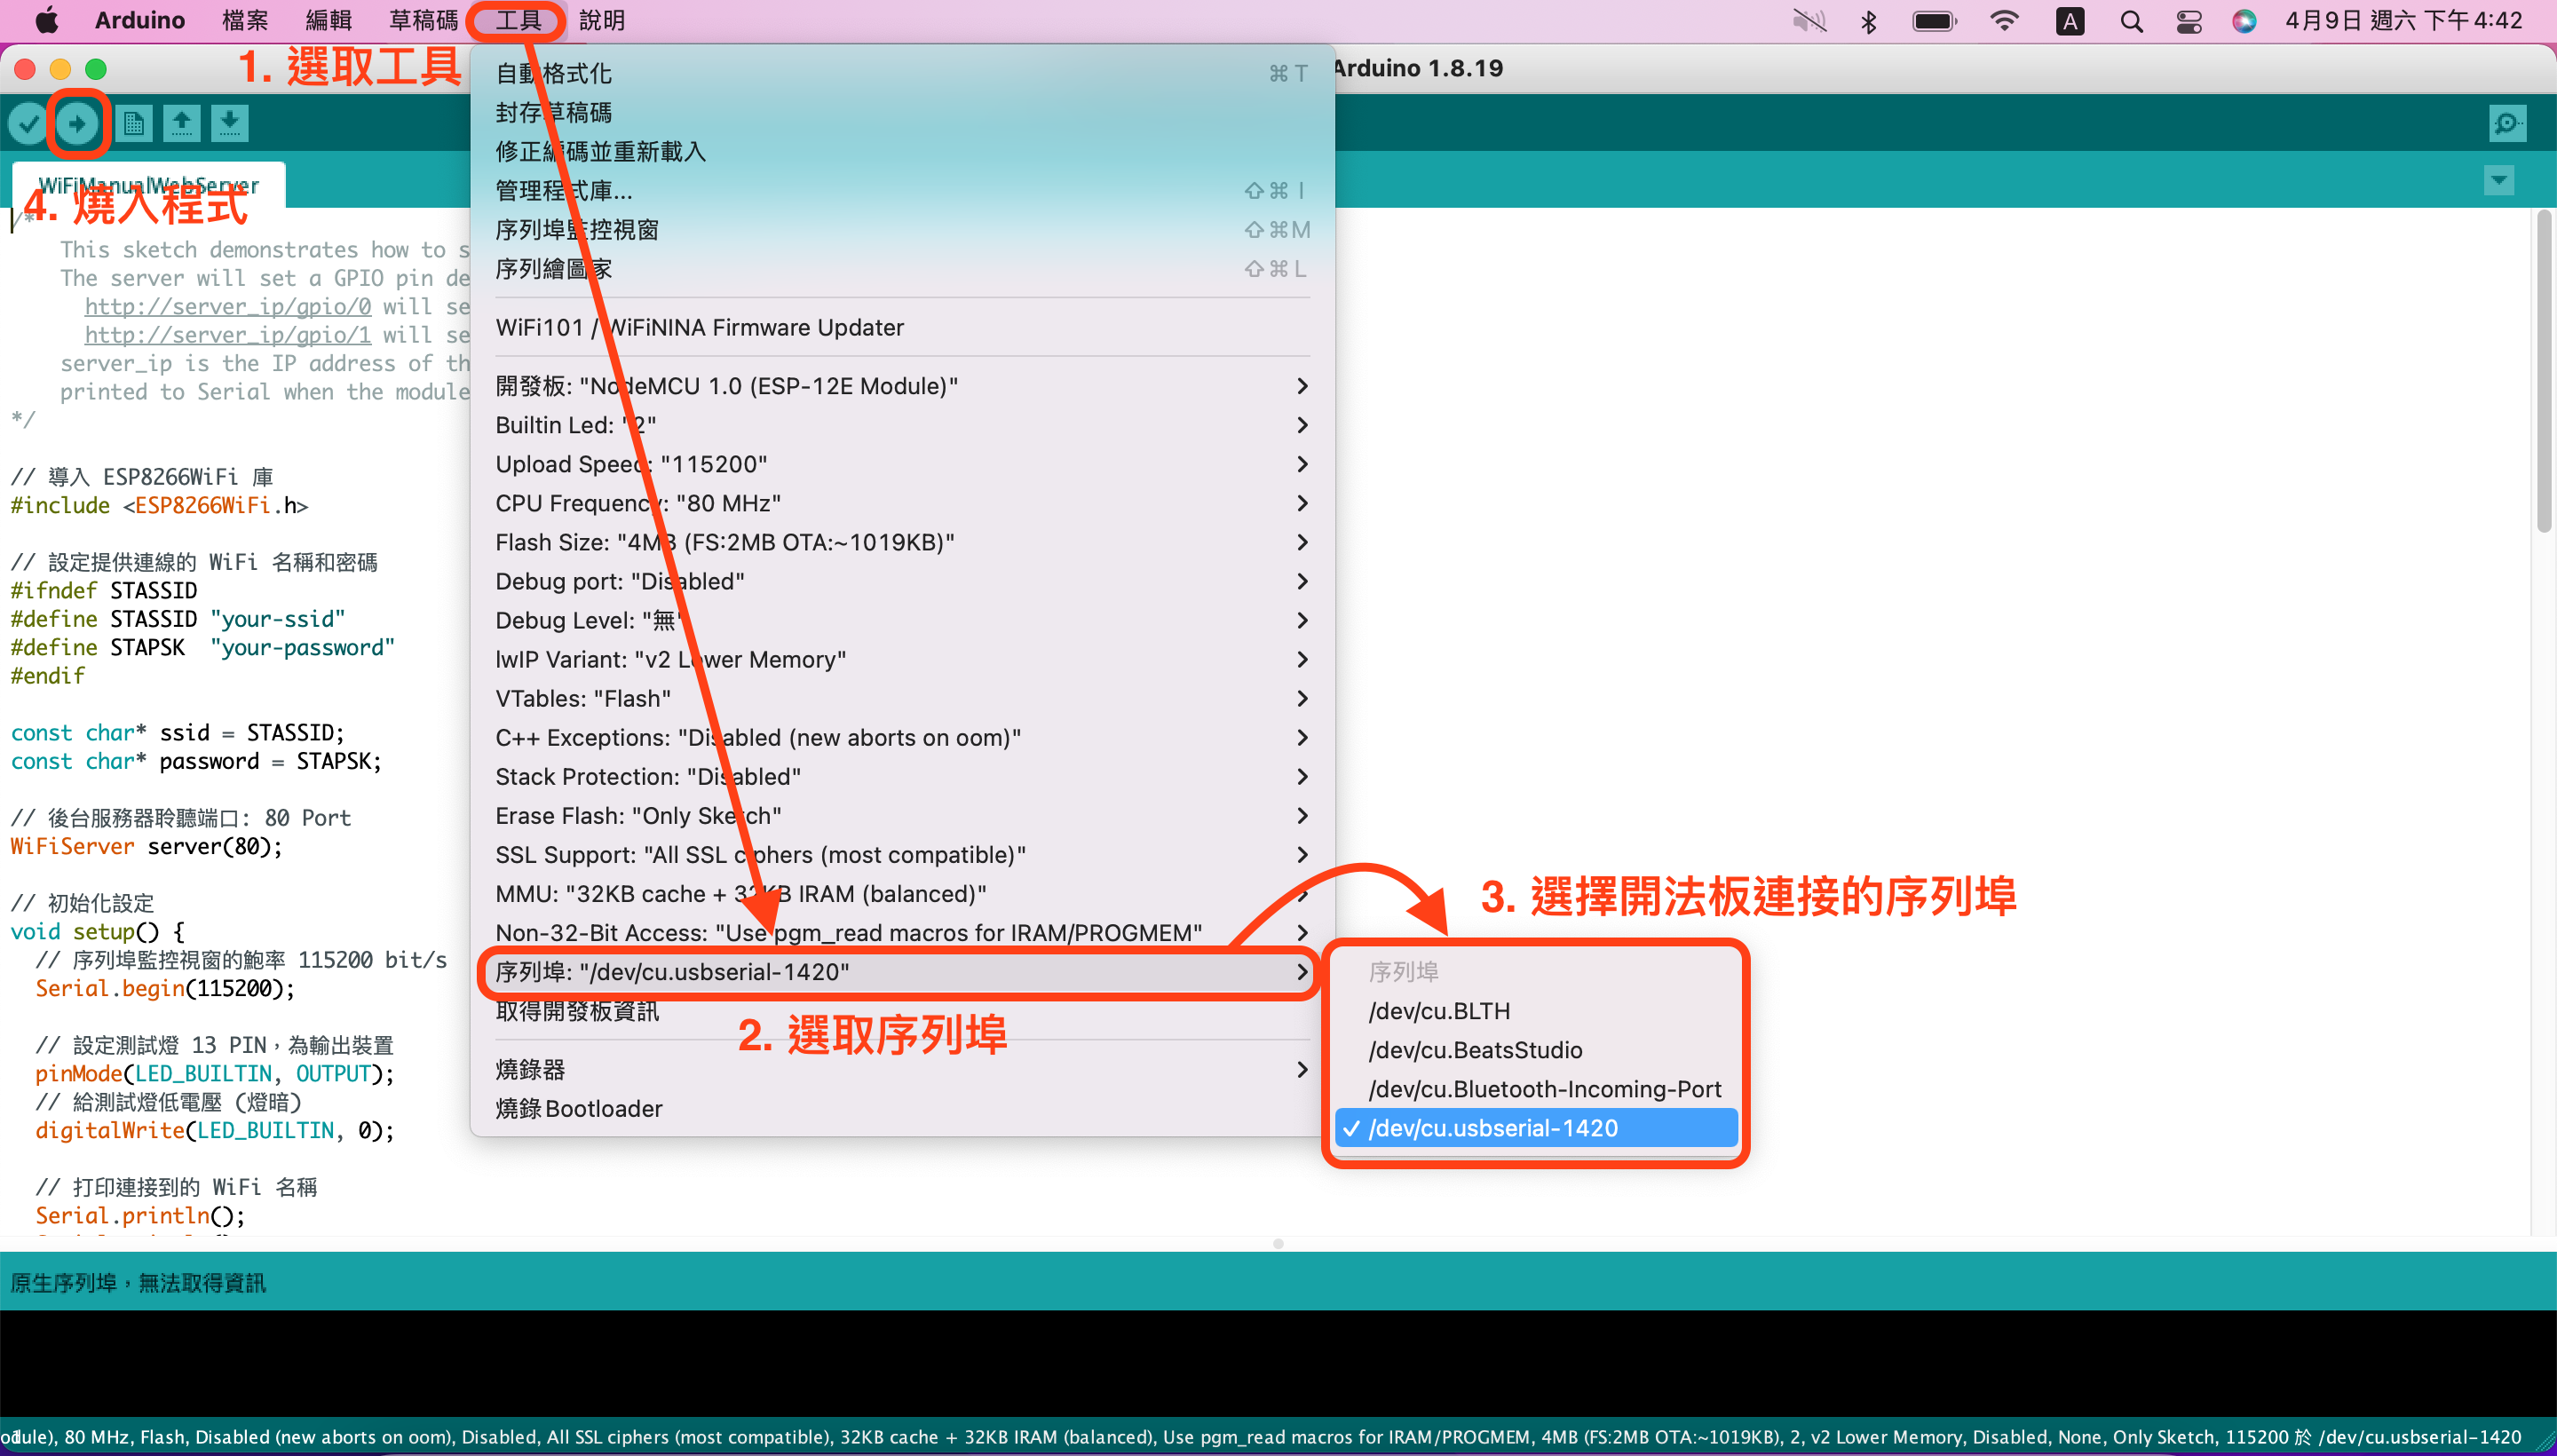 Arduino 檔案 編輯 草稿碼 工具 說明 A 4月9日 週六 下午4:42
1. 選取工具
Arduino 1.8.19
WiFiManualWebServer
4. 燒入程式
自動格式化 ⌘T
封存草稿碼
修正編碼並重新載入
管理程式庫... ⇧⌘I
序列埠監控視窗 ⇧⌘M
序列繪圖家 ⇧⌘L
WiFi101 / WiFiNINA Firmware Updater
開發板: "NodeMCU 1.0 (ESP-12E Module)"
Builtin Led: "2"
Upload Speed: "115200"
CPU Frequency: "80 MHz"
Flash Size: "4MB (FS:2MB OTA:~1019KB)"
Debug port: "Disabled"
Debug Level: "無"
lwIP Variant: "v2 Lower Memory"
VTables: "Flash"
C++ Exceptions: "Disabled (new aborts on oom)"
Stack Protection: "Disabled"
Erase Flash: "Only Sketch"
SSL Support: "All SSL ciphers (most compatible)"
MMU: "32KB cache + 32KB IRAM (balanced)"
Non-32-Bit Access: "Use pgm_read macros for IRAM/PROGMEM"
序列埠: "/dev/cu.usbserial-1420"
取得開發板資訊
燒錄器
燒錄Bootloader
2. 選取序列埠
3. 選擇開法板連接的序列埠
序列埠
/dev/cu.BLTH
/dev/cu.BeatsStudio
/dev/cu.Bluetooth-Incoming-Port
✓ /dev/cu.usbserial-1420
/*
This sketch demonstrates how to s
The server will set a GPIO pin de
http://server_ip/gpio/0 will se
http://server_ip/gpio/1 will se
server_ip is the IP address of th
printed to Serial when the module
*/
// 導入 ESP8266WiFi 庫
#include <ESP8266WiFi.h>
// 設定提供連線的 WiFi 名稱和密碼
#ifndef STASSID
#define STASSID "your-ssid"
#define STAPSK  "your-password"
#endif
const char* ssid = STASSID;
const char* password = STAPSK;
// 後台服務器聆聽端口: 80 Port
WiFiServer server(80);
// 初始化設定
void setup() {
// 序列埠監控視窗的鮑率 115200 bit/s
Serial.begin(115200);
// 設定測試燈 13 PIN，為輸出裝置
pinMode(LED_BUILTIN, OUTPUT);
// 給測試燈低電壓 (燈暗)
digitalWrite(LED_BUILTIN, 0);
// 打印連接到的 WiFi 名稱
Serial.println();
原生序列埠，無法取得資訊
odule), 80 MHz, Flash, Disabled (new aborts on oom), Disabled, All SSL ciphers (most compatible), 32KB cache + 32KB IRAM (balanced), Use pgm_read macros for IRAM/PROGMEM, 4MB (FS:2MB OTA:~1019KB), 2, v2 Lower Memory, Disabled, None, Only Sketch, 115200 於 /dev/cu.usbserial-1420